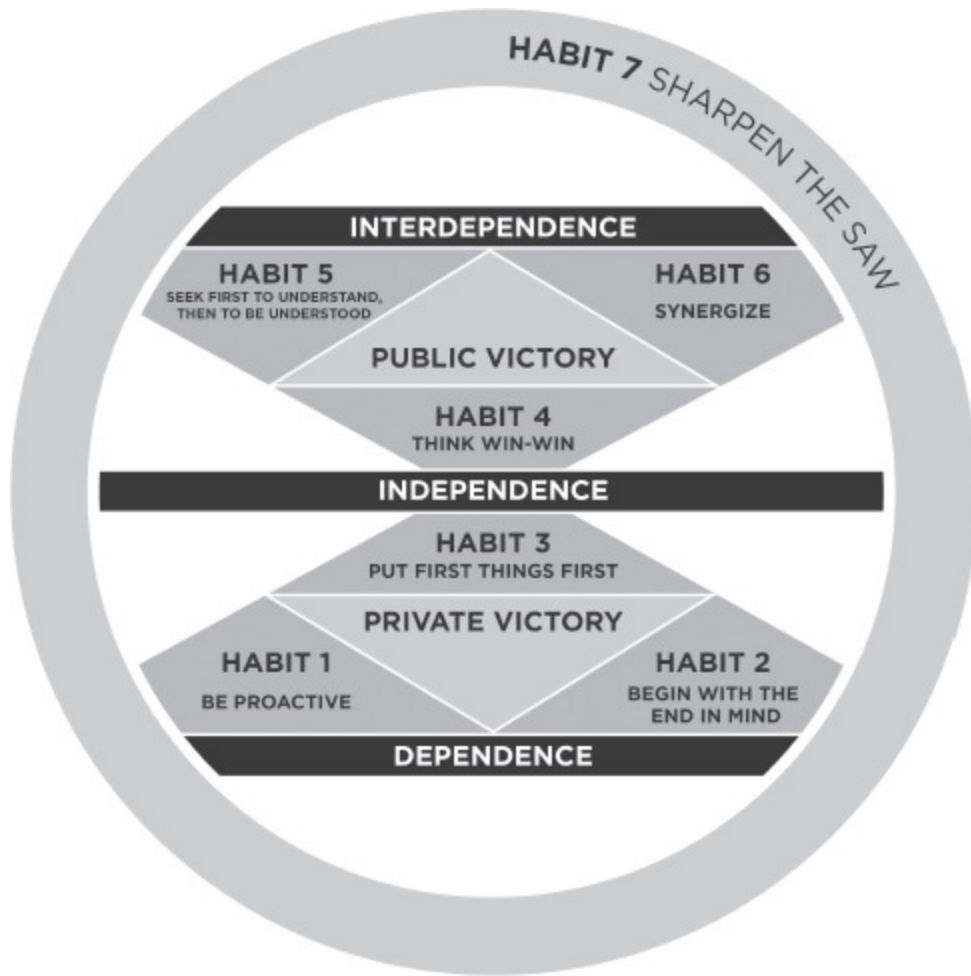 HABIT 7 SHARPEN THE SAW
INTERDEPENDENCE
HABIT 5
SEEK FIRST TO UNDERSTAND,
THEN TO BE UNDERSTOOD
HABIT 6
SYNERGIZE
PUBLIC VICTORY
HABIT 4
THINK WIN-WIN
INDEPENDENCE
HABIT 3
PUT FIRST THINGS FIRST
PRIVATE VICTORY
HABIT 1
BE PROACTIVE
HABIT 2
BEGIN WITH THE
END IN MIND
DEPENDENCE